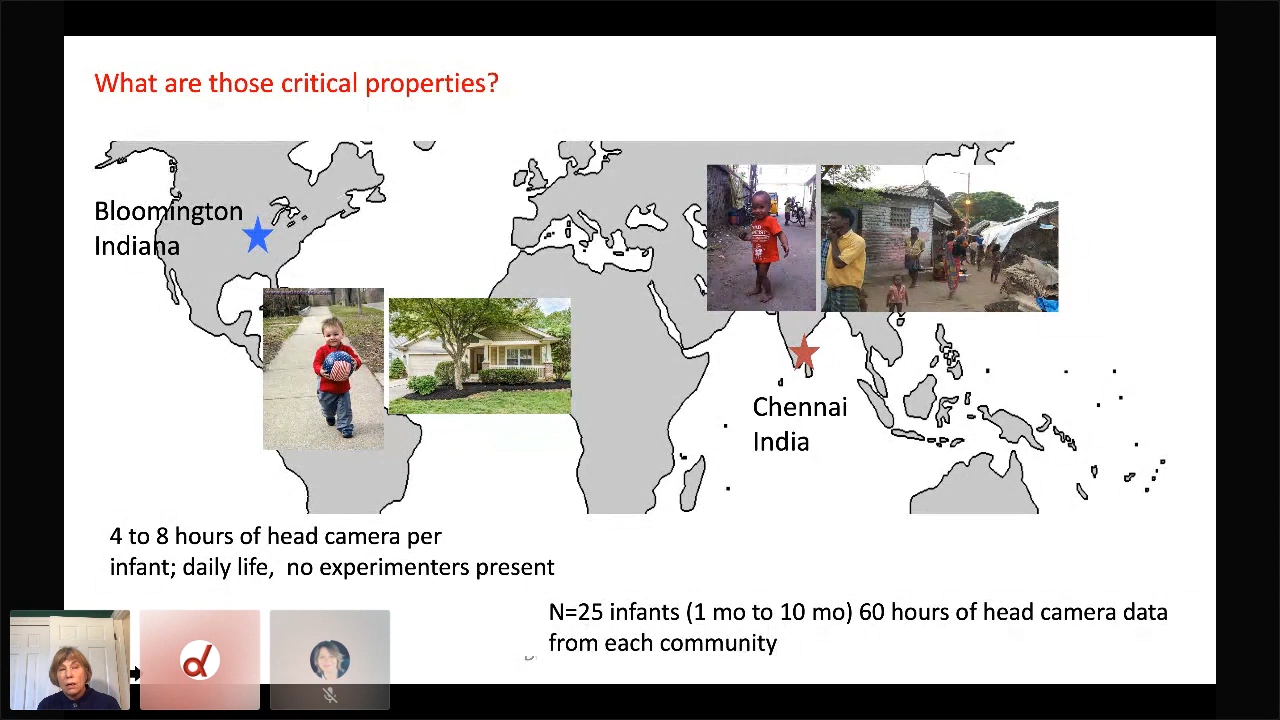 What are those critical properties?
Bloomington
Indiana
Chennai
India
4 to 8 hours of head camera per
infant; daily life, no experimenters present
N=25 infants (1 mo to 10 mo) 60 hours of head camera data
from each community